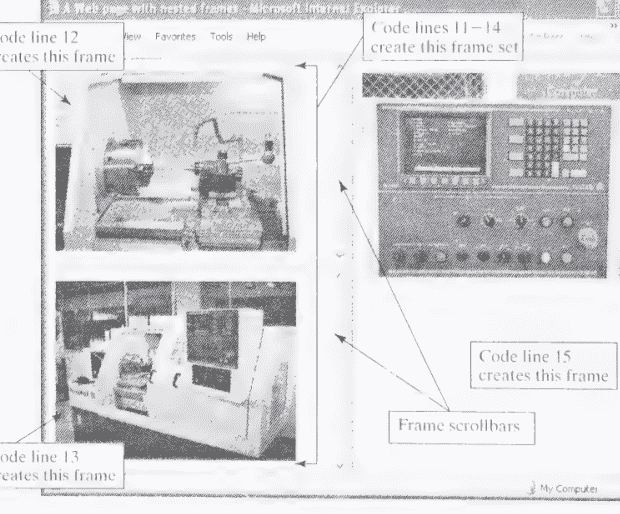 A Web page with nested frames - Microsoft Internet Explorer
View Favorites Tools Help
»
ode line 12
reates this frame
Code lines 11–14
create this frame set
Code line 15
creates this frame
Frame scrollbars
ode line 13
reates this frame
My Computer